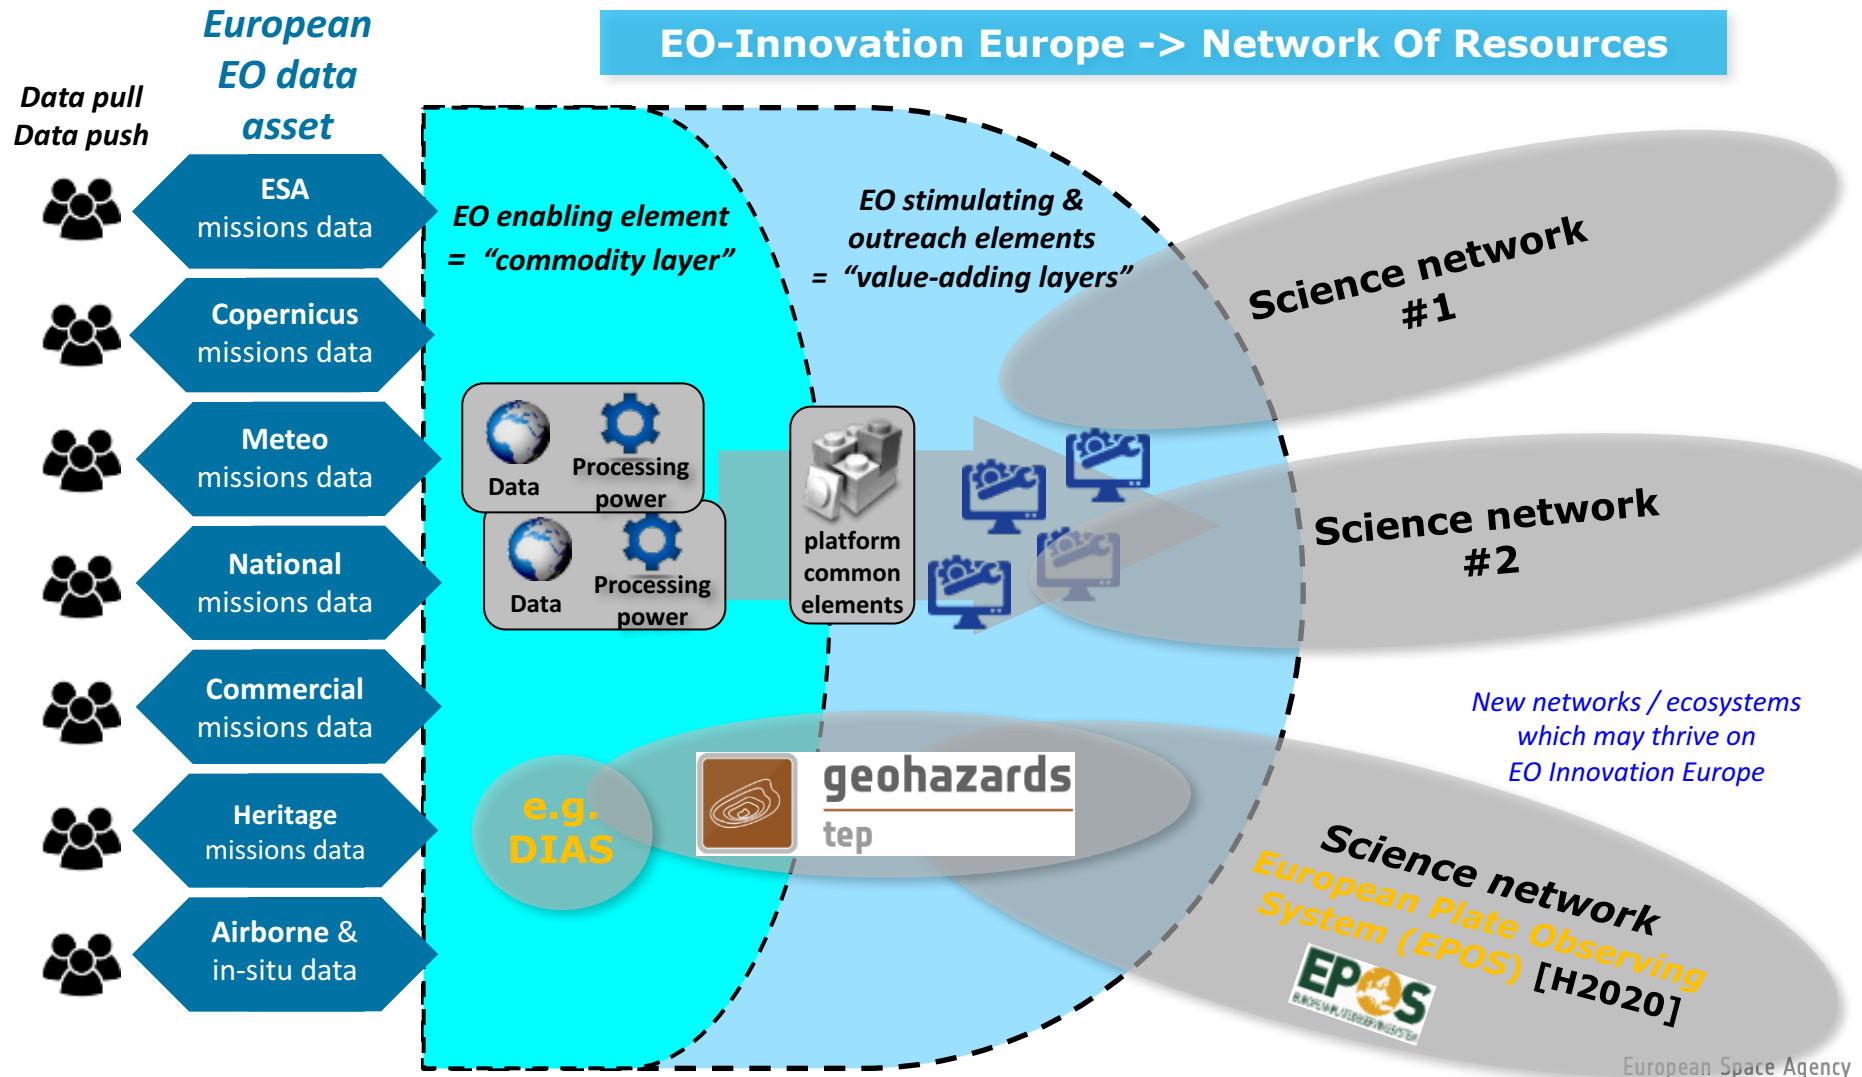 European
EO data
asset
EO-Innovation Europe -> Network Of Resources
Data pull
Data push
ESA
missions data
Copernicus
missions data
Meteo
missions data
National
missions data
Commercial
missions data
Heritage
missions data
Airborne &
in-situ data
EO enabling element
= “commodity layer”
EO stimulating &
outreach elements
= “value-adding layers”
Data
Processing
power
Data
Processing
power
platform
common
elements
Science network
#1
Science network
#2
New networks / ecosystems
which may thrive on
EO Innovation Europe
e.g.
DIAS
geohazards
tep
Science network
European Plate Observing
System (EPOS) [H2020]
EPOS
EUROPEAN PLATE OBSERVING SYSTEM
European Space Agency